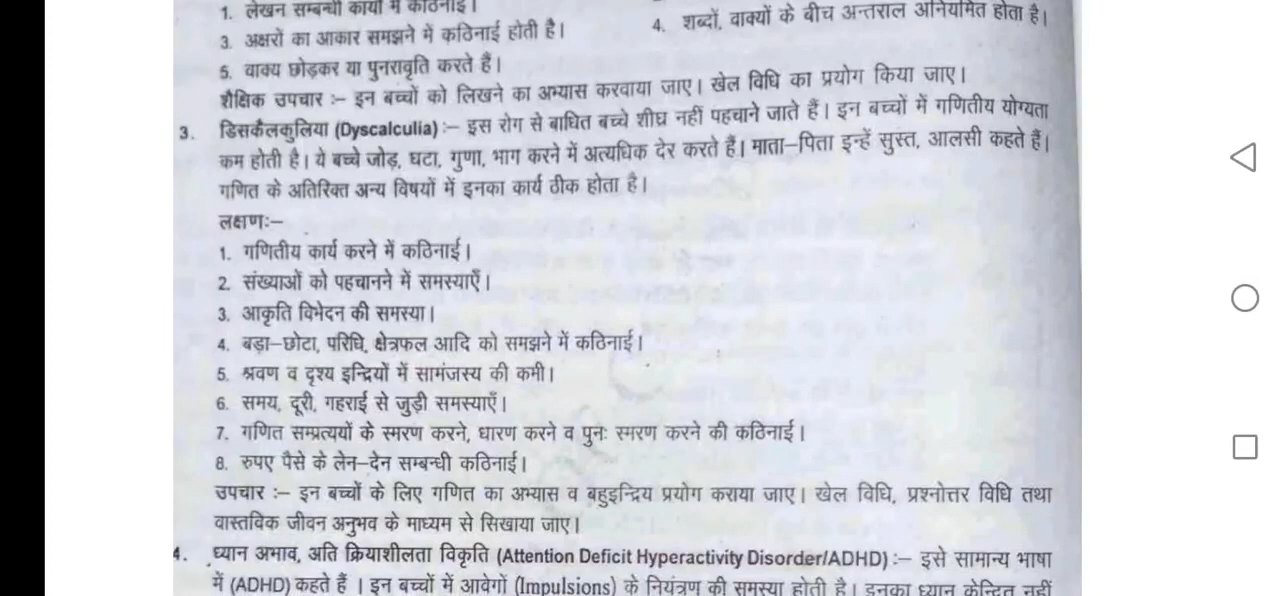 1. लेखन सम्बन्धी कार्यों में कठिनाई।
4. शब्दों, वाक्यों के बीच अन्तराल अनियमित होता है।
3. अक्षरों का आकार समझने में कठिनाई होती है।
5. वाक्य छोड़कर या पुनरावृति करते हैं।
शैक्षिक उपचार :– इन बच्चों को लिखने का अभ्यास करवाया जाए। खेल विधि का प्रयोग किया जाए।
3. डिसकैलकुलिया (Dyscalculia) :– इस रोग से बाधित बच्चे शीघ्र नहीं पहचाने जाते हैं। इन बच्चों में गणितीय योग्यता
कम होती है। ये बच्चे जोड़, घटा, गुणा, भाग करने में अत्यधिक देर करते हैं। माता–पिता इन्हें सुस्त, आलसी कहते हैं।
गणित के अतिरिक्त अन्य विषयों में इनका कार्य ठीक होता है।
लक्षणः–
1. गणितीय कार्य करने में कठिनाई।
2. संख्याओं को पहचानने में समस्याएँ।
3. आकृति विभेदन की समस्या।
4. बड़ा–छोटा, परिधि, क्षेत्रफल आदि को समझने में कठिनाई।
5. श्रवण व दृश्य इन्द्रियों में सामंजस्य की कमी।
6. समय, दूरी, गहराई से जुड़ी समस्याएँ।
7. गणित सम्प्रत्ययों के स्मरण करने, धारण करने व पुनः स्मरण करने की कठिनाई।
8. रुपए पैसे के लेन–देन सम्बन्धी कठिनाई।
उपचार :– इन बच्चों के लिए गणित का अभ्यास व बहुइन्द्रिय प्रयोग कराया जाए। खेल विधि, प्रश्नोत्तर विधि तथा
वास्तविक जीवन अनुभव के माध्यम से सिखाया जाए।
4. ध्यान अभाव, अति क्रियाशीलता विकृति (Attention Deficit Hyperactivity Disorder/ADHD) :– इसे सामान्य भाषा
में (ADHD) कहते हैं । इन बच्चों में आवेगों (Impulsions) के नियंत्रण की समस्या होती है। इनका ध्यान केन्द्रित नहीं